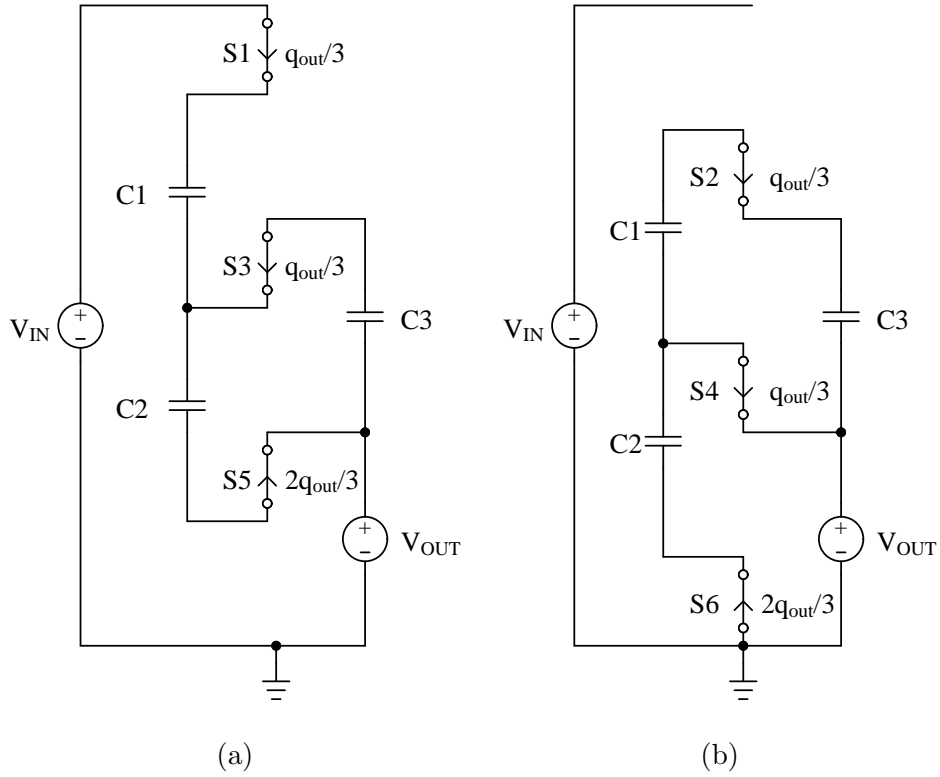 S1 q_out/3
C1
S3 q_out/3
V_IN
+
−
C3
C2
S5 2q_out/3
+
−
V_OUT
(a)
S2 q_out/3
C1
V_IN
+
−
C3
S4 q_out/3
C2
+
−
V_OUT
S6 2q_out/3
(b)